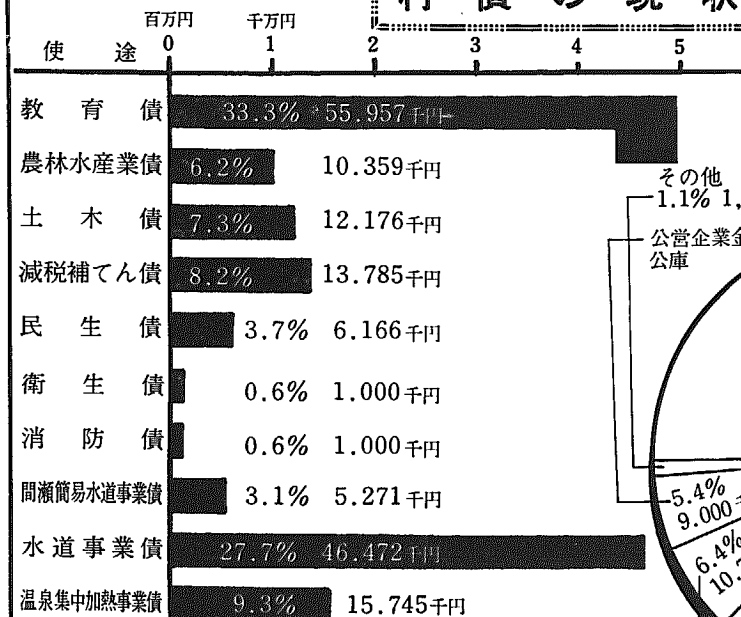 村債の現状
百万円 千万円
使途 0 1 2 3 4 5
教育債 33.3% 55.957千円
農林水産業債 6.2% 10.359千円
土木債 7.3% 12.176千円
減税補てん債 8.2% 13.785千円
民生債 3.7% 6.166千円
衛生債 0.6% 1.000千円
消防債 0.6% 1.000千円
間瀬簡易水道事業債 3.1% 5.271千円
水道事業債 27.7% 46.472千円
温泉集中加熱事業債 9.3% 15.745千円
その他
1.1% 1,
公営企業金
公庫
5.4%
9.000
6.4%
10.